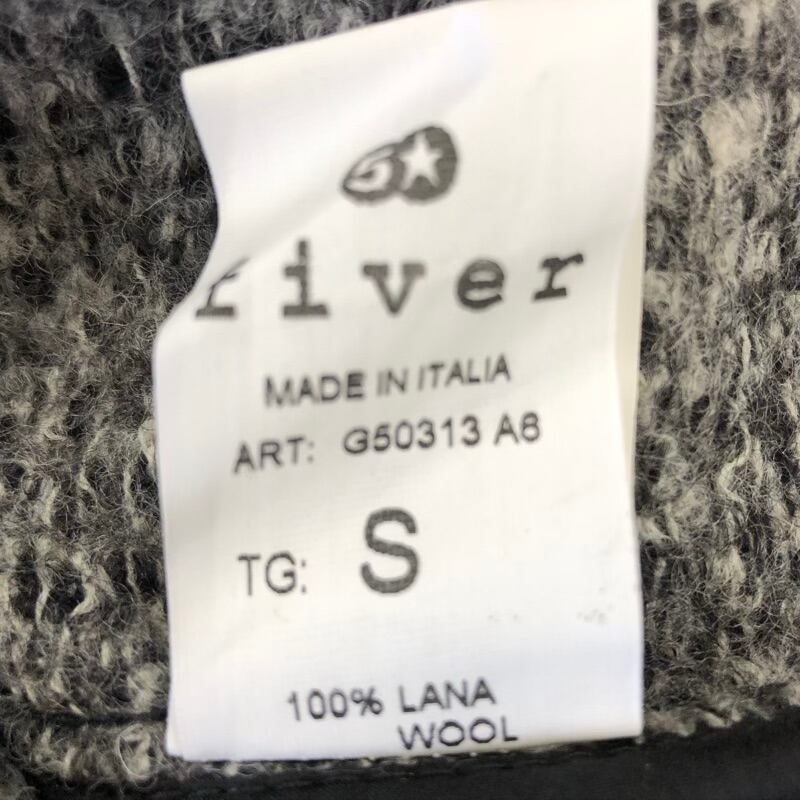 river
MADE IN ITALIA
ART: G50313 A8
TG: S
100% LANA
WOOL